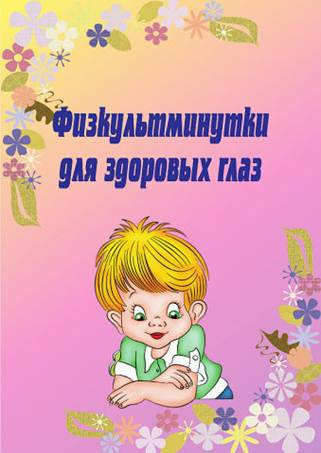 Физкультминутки
для здоровых глаз